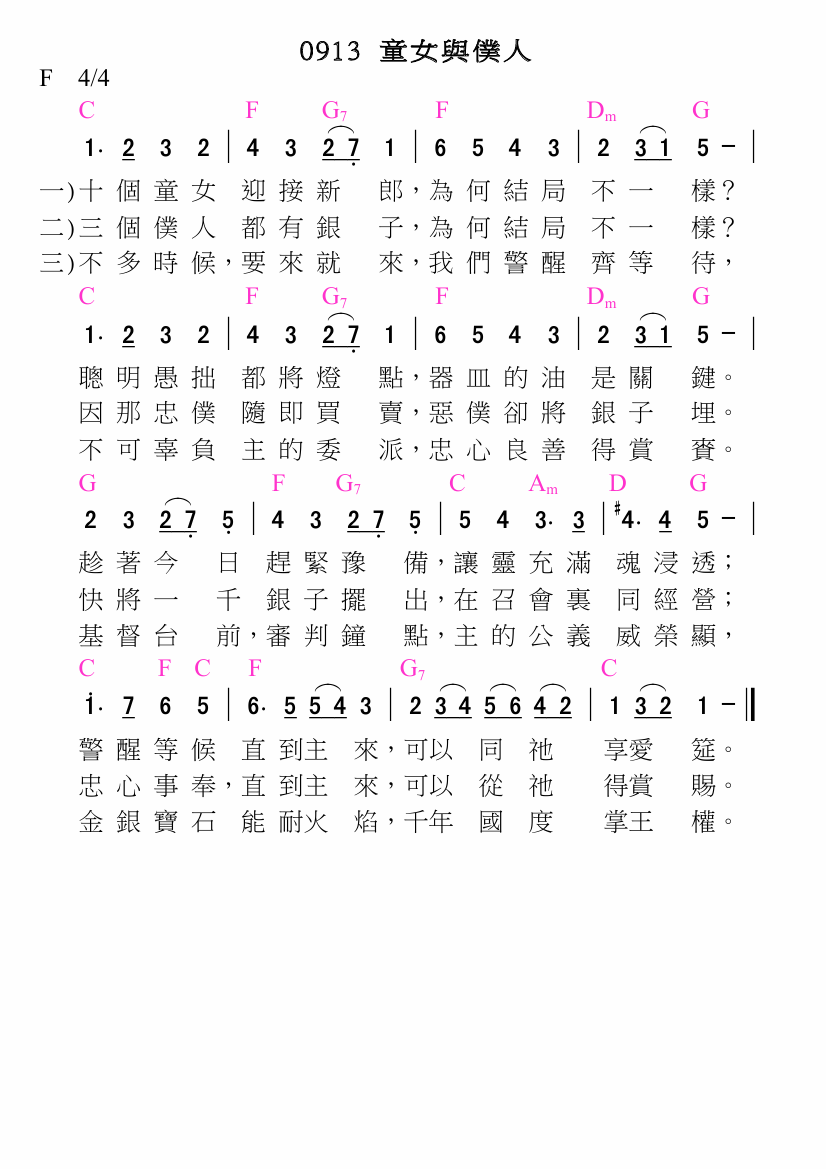 0913 童女與僕人
F 4/4
C F G7 F Dm G
1· 2 3 2 | 4 3 2 7 1 | 6 5 4 3 | 2 3 1 5 – |
一)十個童女 迎接新郎，為何結局 不一樣？
二)三個僕人 都有銀子，為何結局 不一樣？
三)不多時候，要來就來，我們警醒 齊等待，
C F G7 F Dm G
1· 2 3 2 | 4 3 2 7 1 | 6 5 4 3 | 2 3 1 5 – |
聰明愚拙 都將燈點，器皿的油 是關鍵。
因那忠僕 隨即買賣，惡僕卻將 銀子埋。
不可辜負 主的委派，忠心良善 得賞賚。
G F G7 C Am D G
2 3 2 7 5 | 4 3 2 7 5 | 5 4 3· 3 | #4· 4 5 – |
趁著今日 趕緊豫備，讓靈充滿 魂浸透；
快將一千 銀子擺出，在召會裏 同經營；
基督台前，審判鐘點，主的公義 威榮顯，
C F C F G7 C
1· 7 6 5 | 6· 5 5 4 3 | 2 3 4 5 6 4 2 | 1 3 2 1 – ‖
警醒等候 直到主來，可以同祂 享愛筵。
忠心事奉，直到主來，可以從祂 得賞賜。
金銀寶石 能耐火焰，千年國度 掌王權。